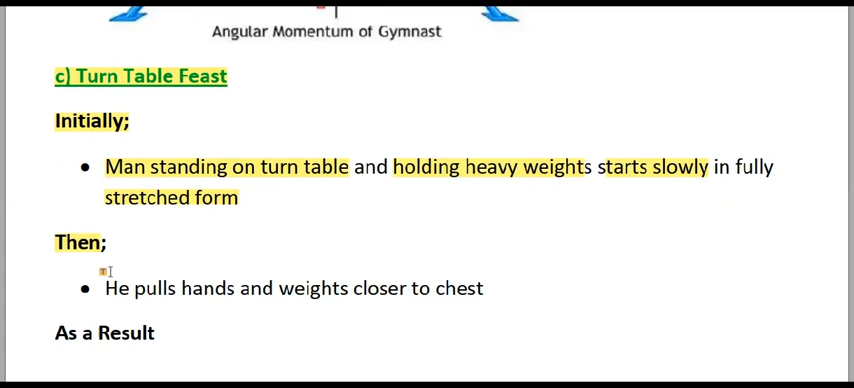 Angular Momentum of Gymnast
c) Turn Table Feast
Initially;
• Man standing on turn table and holding heavy weights starts slowly in fully
stretched form
Then;
• He pulls hands and weights closer to chest
As a Result